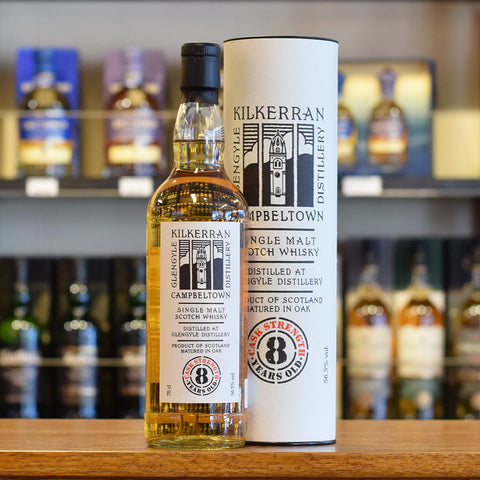 KILKERRAN
GLENGYLE
DISTILLERY
CAMPBELTOWN
SINGLE MALT
SCOTCH WHISKY
DISTILLED AT
GLENGYLE DISTILLERY
PRODUCT OF SCOTLAND
MATURED IN OAK
CASK STRENGTH
8
YEARS OLD
70 cl
56.5% vol.
KILKERRAN
GLENGYLE
DISTILLERY
CAMPBELTOWN
SINGLE MALT
SCOTCH WHISKY
DISTILLED AT
GLENGYLE DISTILLERY
PRODUCT OF SCOTLAND
MATURED IN OAK
CASK STRENGTH
8
YEARS OLD
56.5% vol.